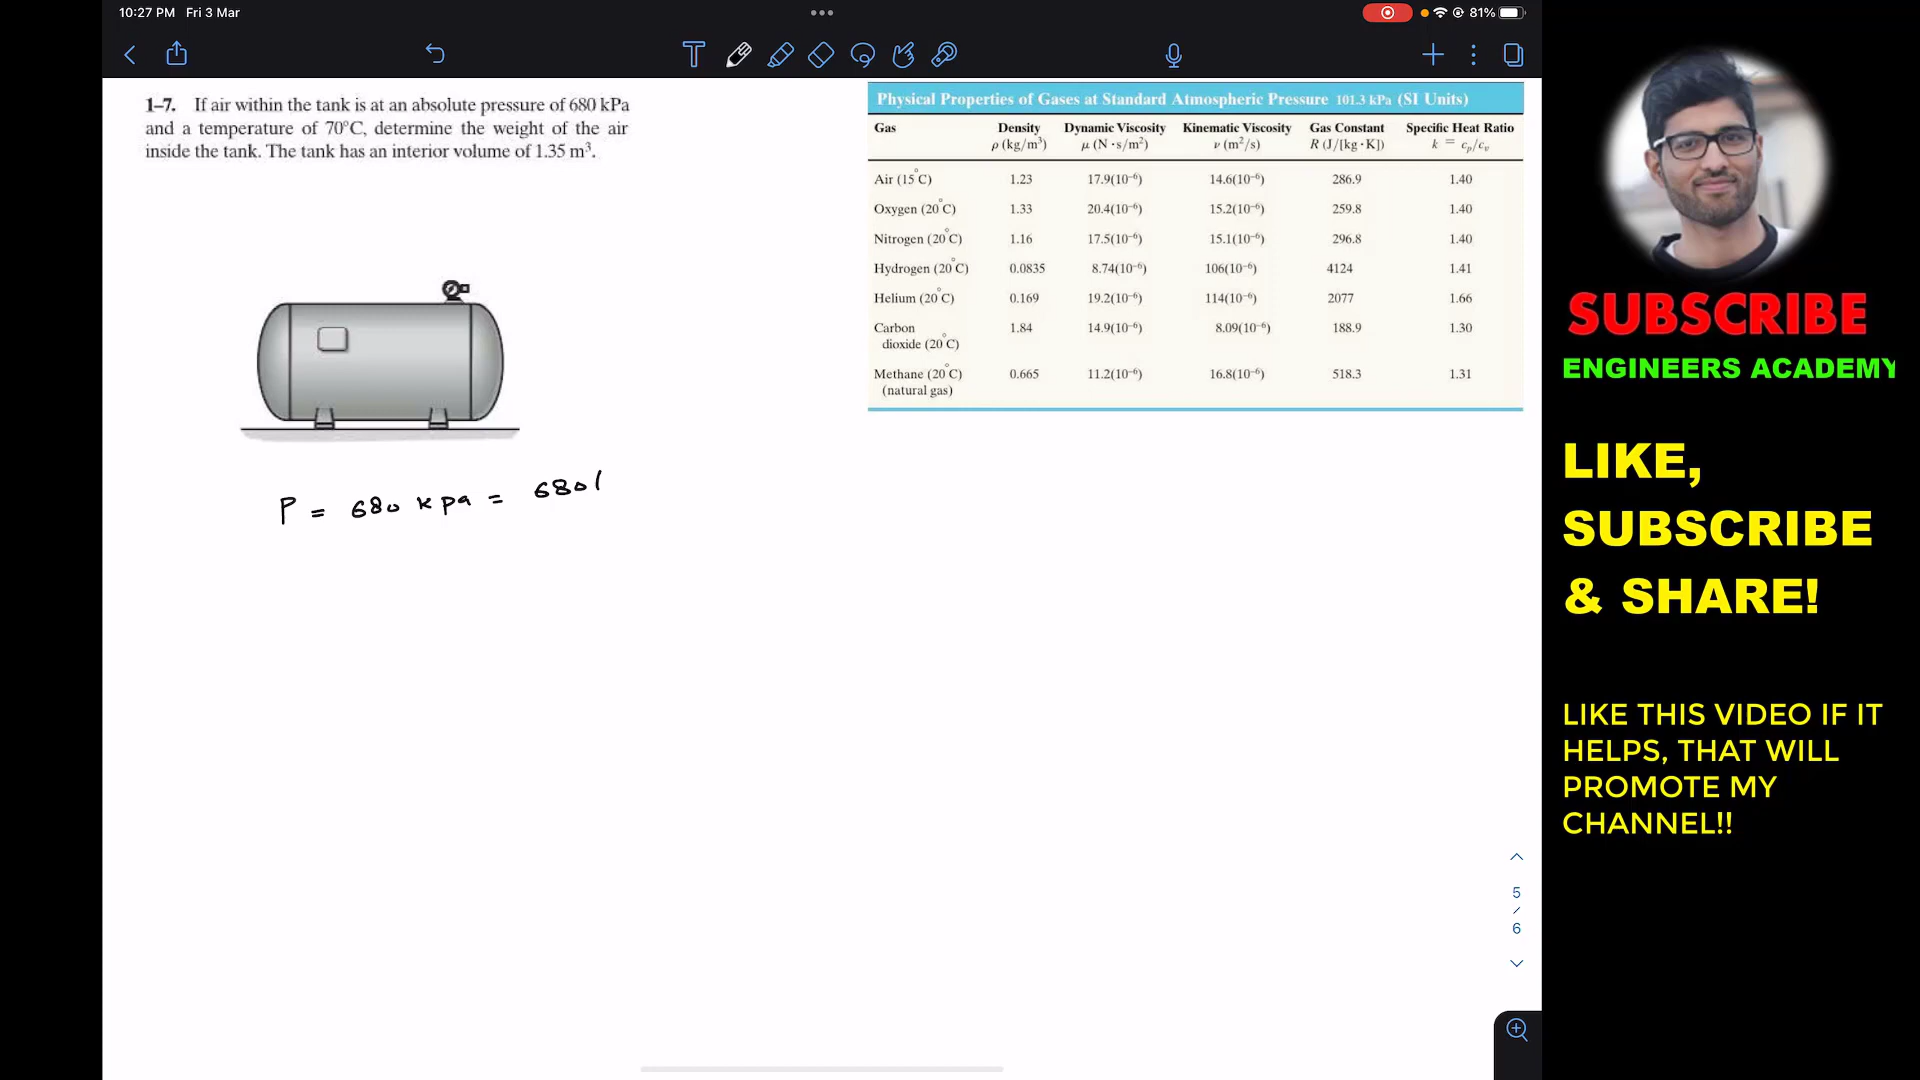 10:27 PM Fri 3 Mar
81%
1–7. If air within the tank is at an absolute pressure of 680 kPa
and a temperature of 70°C, determine the weight of the air
inside the tank. The tank has an interior volume of 1.35 m³.
P = 680 kpa = 680(
Physical Properties of Gases at Standard Atmospheric Pressure 101.3 kPa (SI Units)
Gas Density Dynamic Viscosity Kinematic Viscosity Gas Constant Specific Heat Ratio
ρ (kg/m³) μ (N·s/m²) ν (m²/s) R (J/[kg·K]) k = cₚ/cᵥ
Air (15°C) 1.23 17.9(10⁻⁶) 14.6(10⁻⁶) 286.9 1.40
Oxygen (20°C) 1.33 20.4(10⁻⁶) 15.2(10⁻⁶) 259.8 1.40
Nitrogen (20°C) 1.16 17.5(10⁻⁶) 15.1(10⁻⁶) 296.8 1.40
Hydrogen (20°C) 0.0835 8.74(10⁻⁶) 106(10⁻⁶) 4124 1.41
Helium (20°C) 0.169 19.2(10⁻⁶) 114(10⁻⁶) 2077 1.66
Carbon 1.84 14.9(10⁻⁶) 8.09(10⁻⁶) 188.9 1.30
dioxide (20°C)
Methane (20°C) 0.665 11.2(10⁻⁶) 16.8(10⁻⁶) 518.3 1.31
(natural gas)
5
/
6
SUBSCRIBE
ENGINEERS ACADEMY
LIKE,
SUBSCRIBE
& SHARE!
LIKE THIS VIDEO IF IT
HELPS, THAT WILL
PROMOTE MY
CHANNEL!!